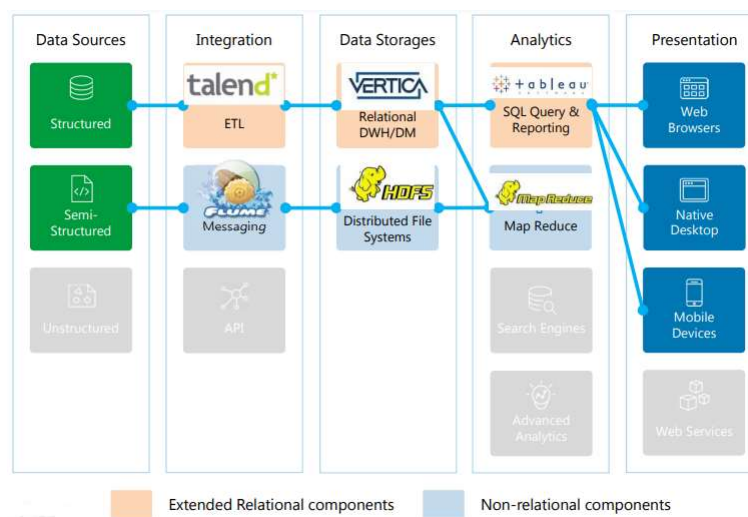 Data Sources
Integration
Data Storages
Analytics
Presentation
talend*
VERTICA
+ a b l e a u
Structured
ETL
Relational
DWH/DM
SQL Query &
Reporting
Web
Browsers
FLUME
HDFS
MapReduce
Semi-
Structured
Messaging
Distributed File
Systems
Map Reduce
Native
Desktop
Unstructured
API
Search Engines
Mobile
Devices
Advanced
Analytics
Web Services
Extended Relational components
Non-relational components